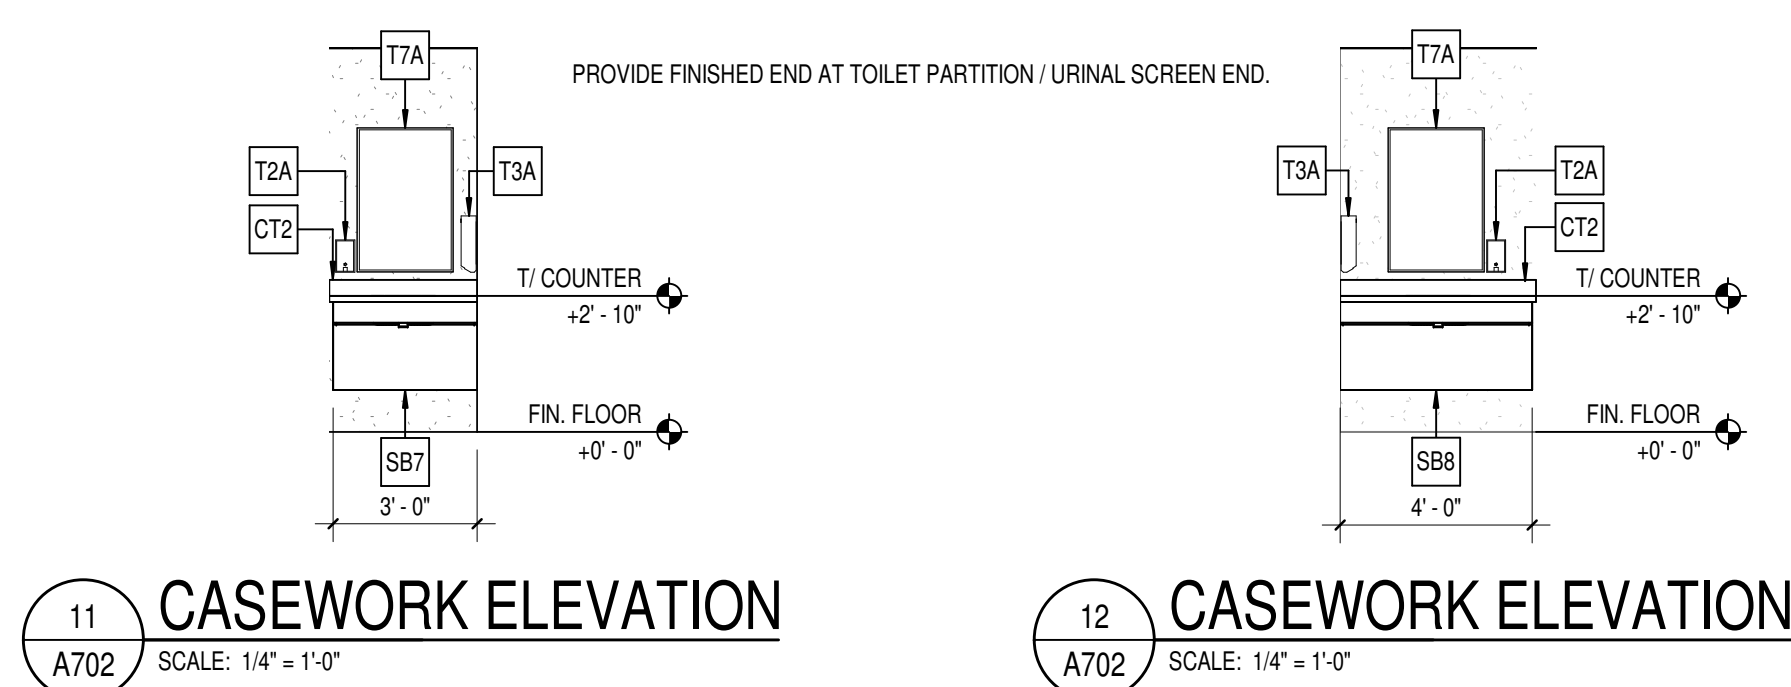 T7A
PROVIDE FINISHED END AT TOILET PARTITION / URINAL SCREEN END.
T2A
T3A
CT2
T/ COUNTER
+2' - 10"
FIN. FLOOR
+0' - 0"
SB7
3' - 0"
11
A702
CASEWORK ELEVATION
SCALE: 1/4" = 1'-0"
T7A
T3A
T2A
CT2
T/ COUNTER
+2' - 10"
FIN. FLOOR
+0' - 0"
SB8
4' - 0"
12
A702
CASEWORK ELEVATION
SCALE: 1/4" = 1'-0"